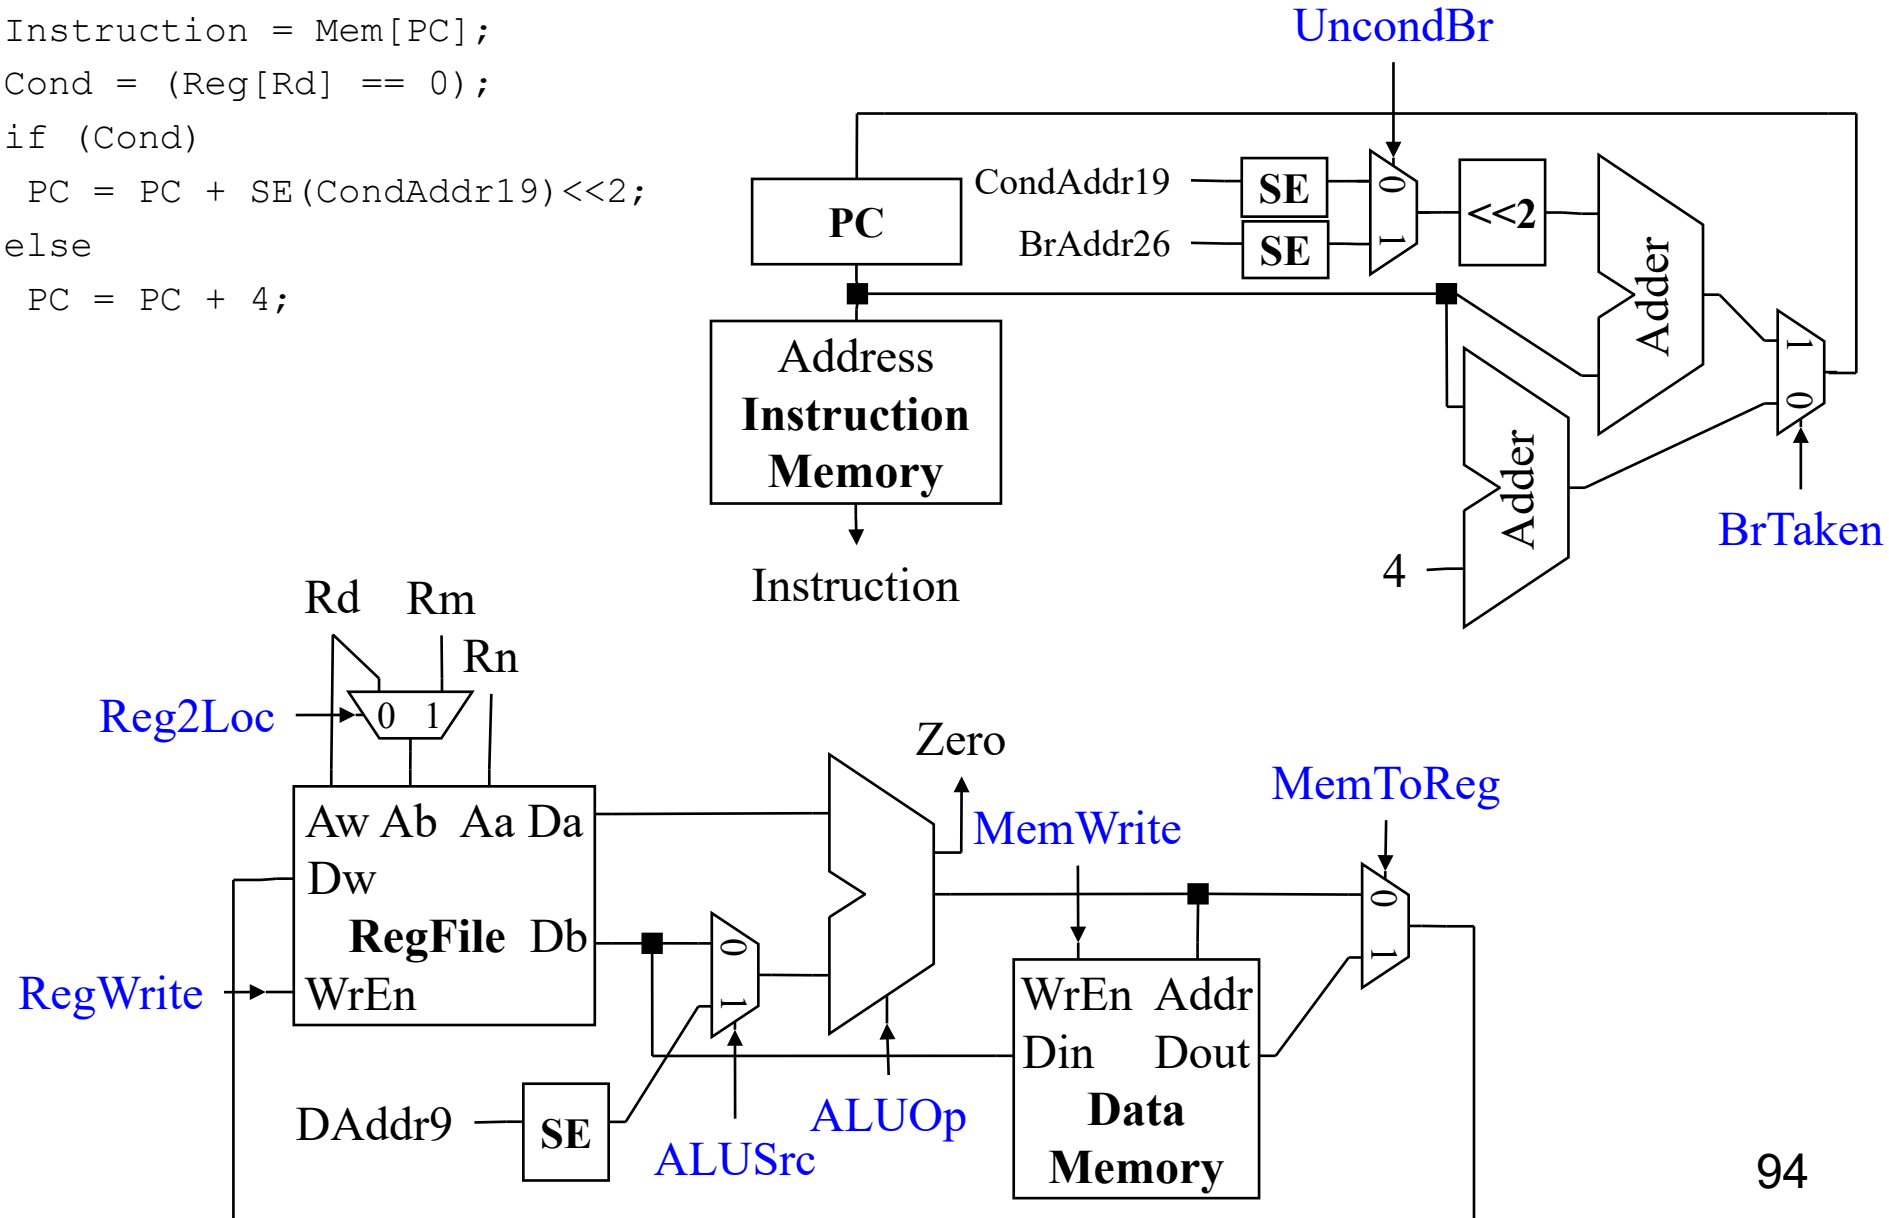 Instruction = Mem[PC];
Cond = (Reg[Rd] == 0);
if (Cond)
 PC = PC + SE(CondAddr19)<<2;
else
 PC = PC + 4;
UncondBr
CondAddr19
SE
0
<<2
BrAddr26
SE
1
PC
Adder
Address
Instruction
Memory
1
0
Adder
BrTaken
4
Instruction
Rd Rm
Rn
Reg2Loc
0 1
Zero
MemToReg
MemWrite
Aw Ab Aa Da
Dw
RegFile Db
RegWrite
WrEn
0
1
0
1
WrEn Addr
Din Dout
Data
Memory
DAddr9
SE
ALUOp
ALUSrc
94